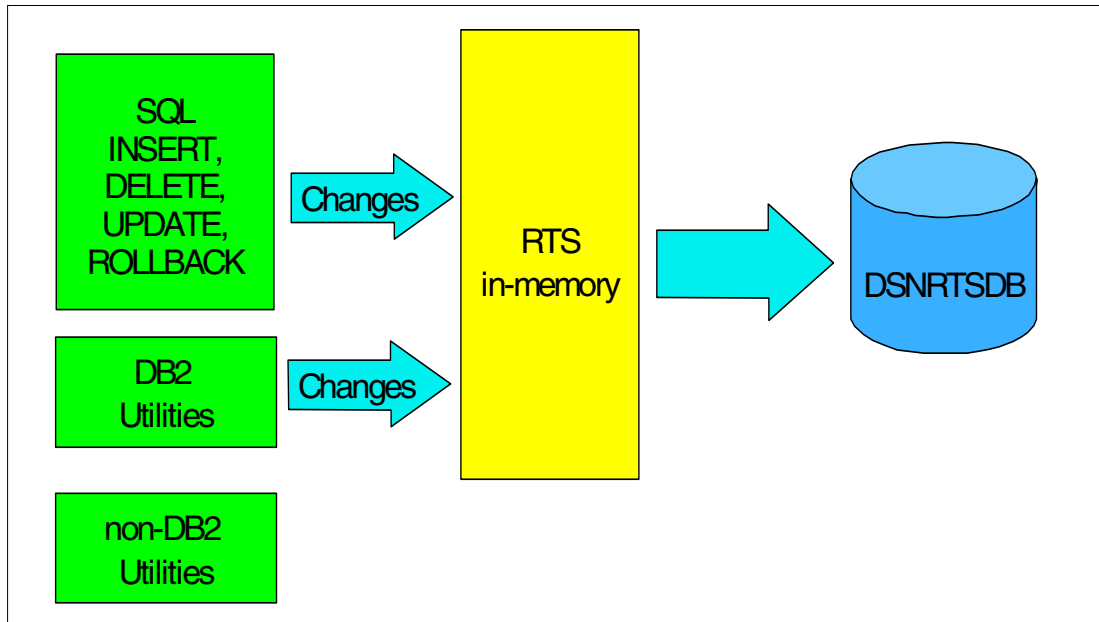 SQL
INSERT,
DELETE,
UPDATE,
ROLLBACK
Changes
RTS
in-memory
DSNRTSDB
DB2
Utilities
Changes
non-DB2
Utilities